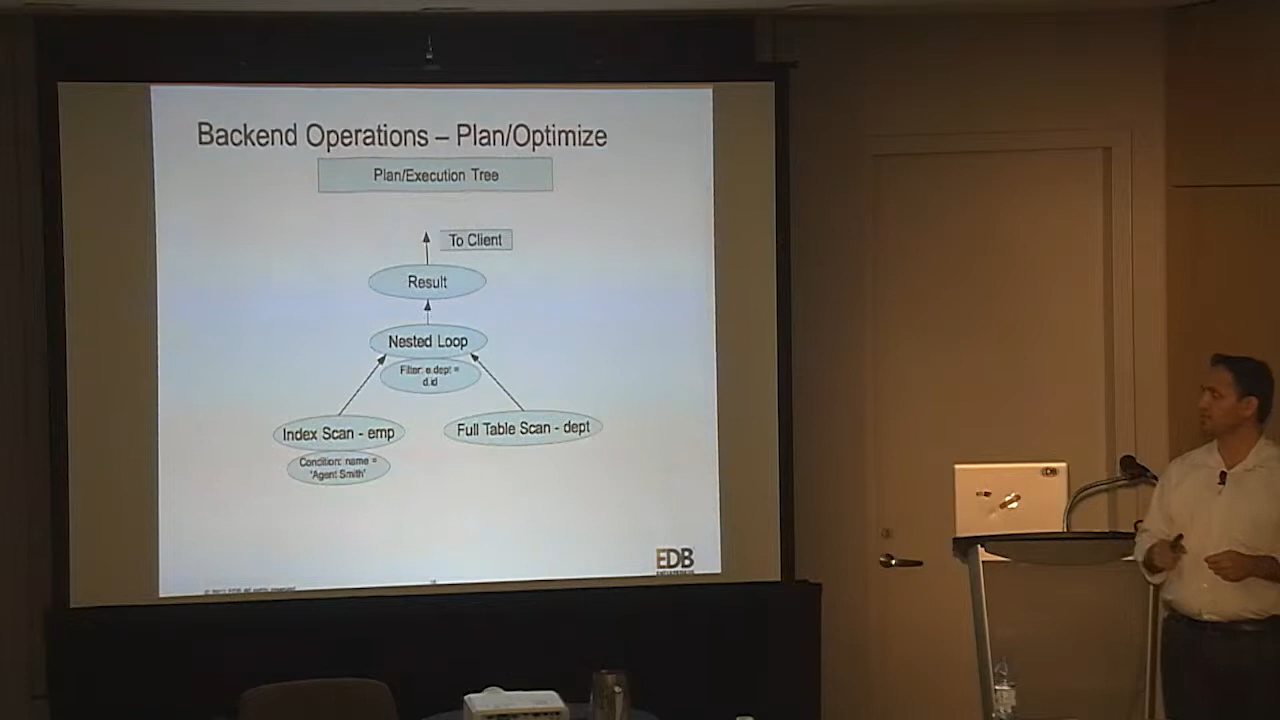 Backend Operations – Plan/Optimize
Plan/Execution Tree
To Client
Result
Nested Loop
Filter: e.dept =
d.id
Index Scan - emp
Full Table Scan - dept
Condition: name =
'Agent Smith'
EDB
EDB